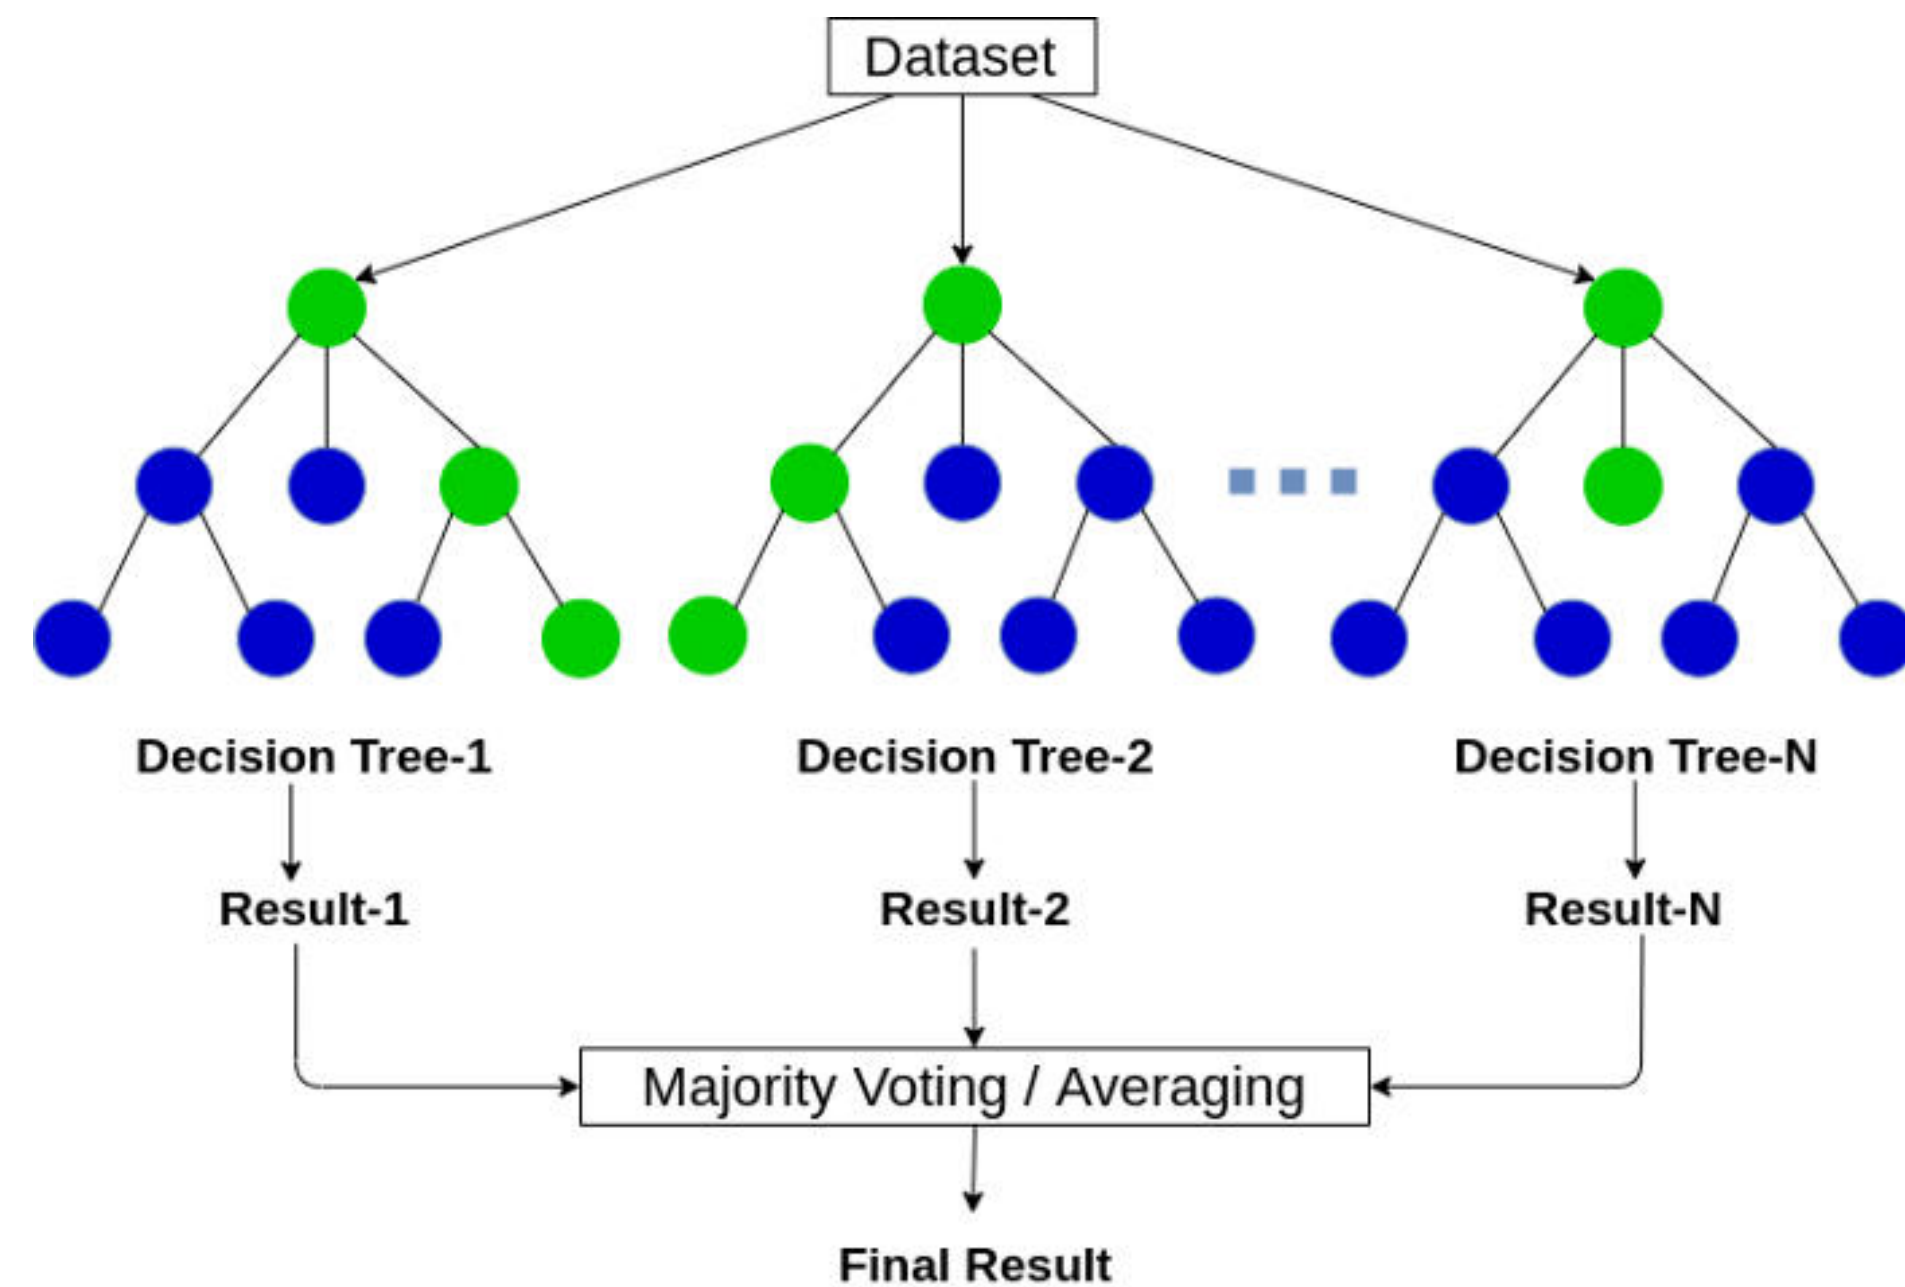 Dataset
Decision Tree-1
Decision Tree-2
Decision Tree-N
Result-1
Result-2
Result-N
Majority Voting / Averaging
Final Result